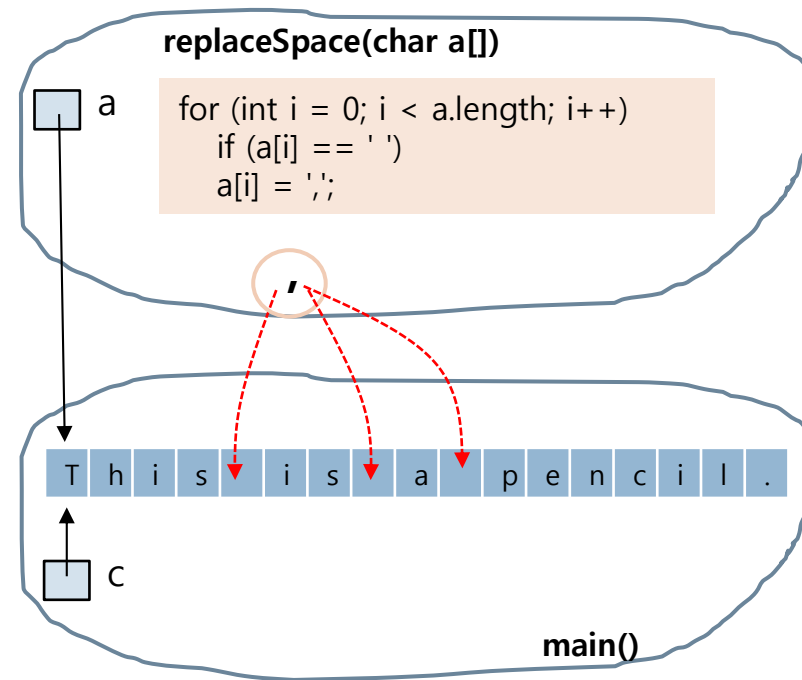 replaceSpace(char a[])
a
for (int i = 0; i < a.length; i++)
if (a[i] == ' ')
a[i] = ',';
,
T h i s i s a p e n c i l .
c
main()